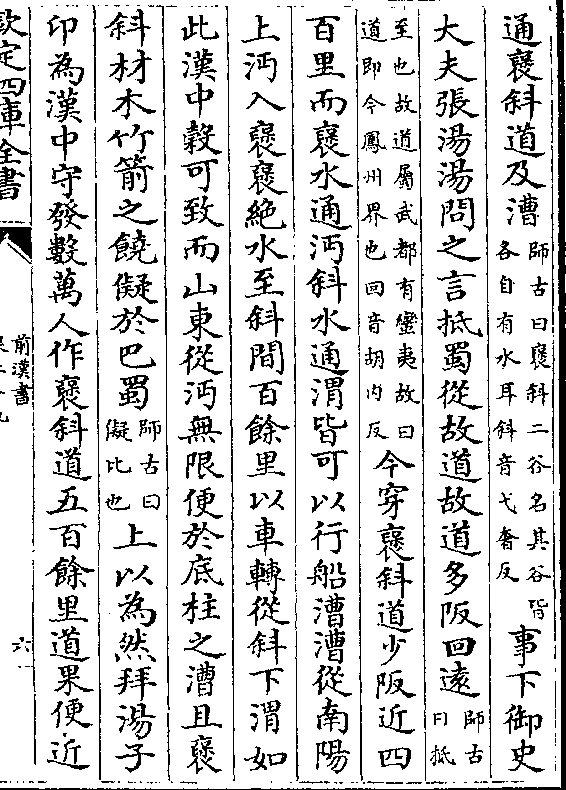 通褒斜道及漕師古曰褒斜二谷名其谷皆各自有水耳斜音弋奢反事下御史
大夫張湯湯問之言抵蜀從故道故道多阪回遠師古曰抵
至也故道屬武都有蠻夷故曰道即今鳳州界也回音胡内反今穿褒斜道少阪近四
百里而褒水通沔斜水通渭皆可以行船漕漕從南陽
上沔入褒褒絶水至斜間百餘里以車轉從斜下渭如
此漢中穀可致而山東從沔無限便於底柱之漕且褒
斜材木竹箭之饒儗於巴蜀師古曰儗比也上以為然拜湯子
卬為漢中守發數萬人作褒斜道五百餘里道果便近
欽定四庫全書
前漢書
六